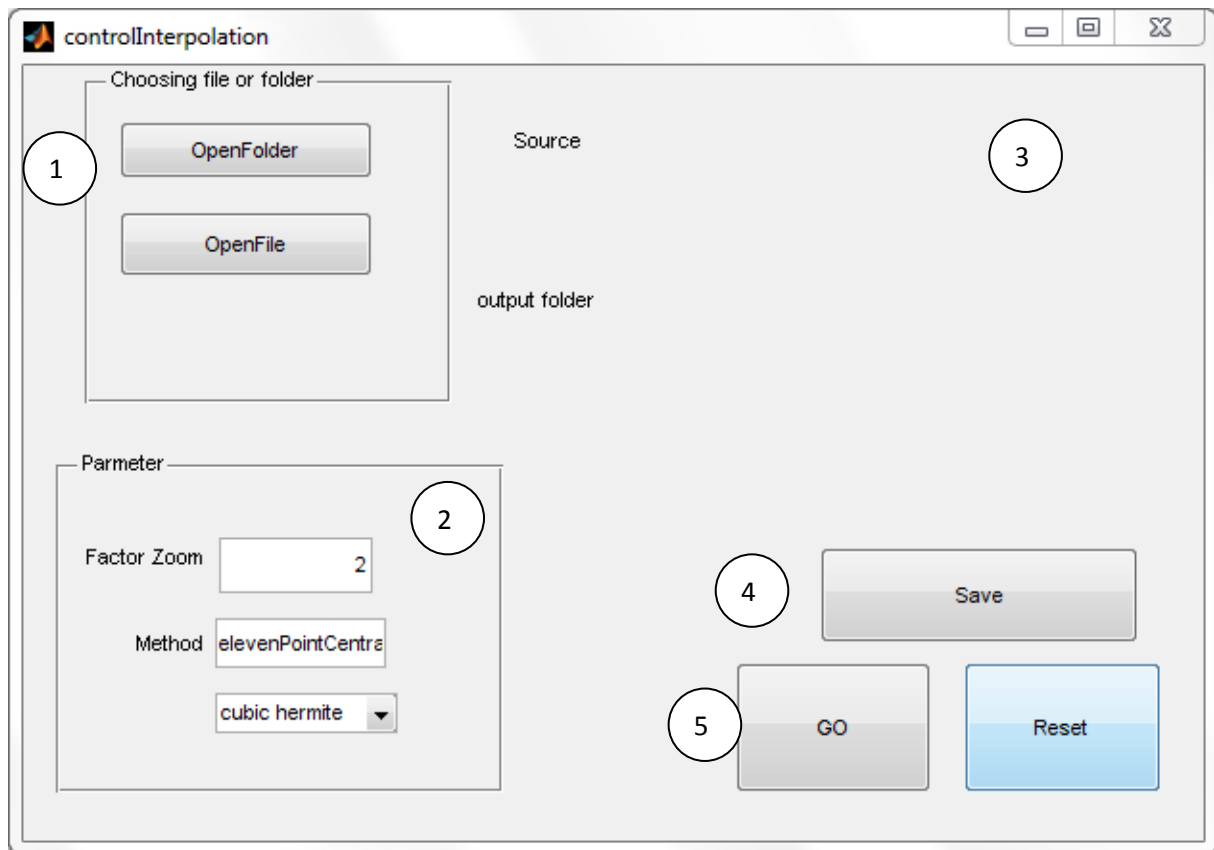 controlInterpolation
Choosing file or folder
1
OpenFolder
OpenFile
Source
output folder
3
Parmeter
2
Factor Zoom 2
Method elevenPointCentra
cubic hermite
4
Save
5
GO
Reset